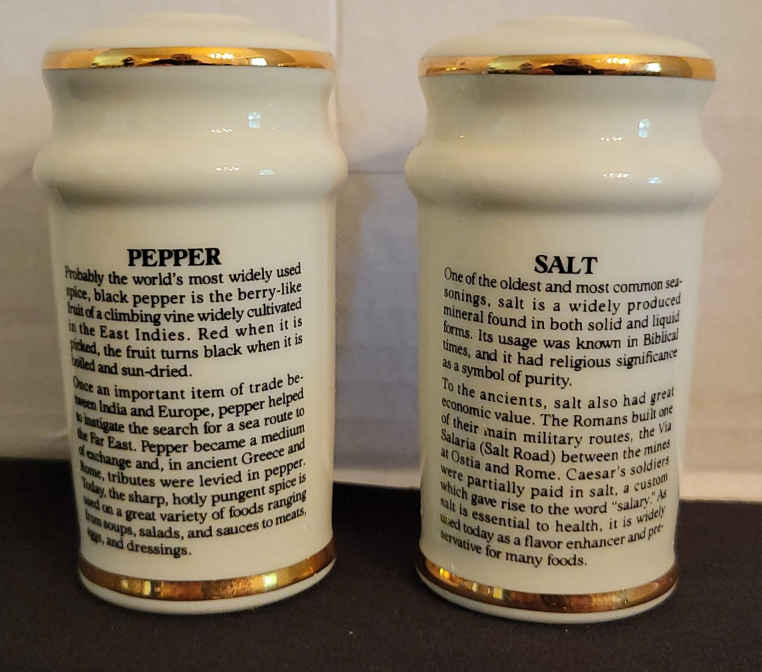 PEPPER
Probably the world's most widely used
spice, black pepper is the berry-like
fruit of a climbing vine widely cultivated
in the East Indies. Red when it is
picked, the fruit turns black when it is
boiled and sun-dried.
Once an important item of trade be-
tween India and Europe, pepper helped
to instigate the search for a sea route to
the Far East. Pepper became a medium
of exchange and, in ancient Greece and
Rome, tributes were levied in pepper.
Today, the sharp, hotly pungent spice is
used on a great variety of foods ranging
from soups, salads, and sauces to meats,
eggs, and dressings.
SALT
One of the oldest and most common sea-
sonings, salt is a widely produced
mineral found in both solid and liquid
forms. Its usage was known in Biblical
times, and it had religious significance
as a symbol of purity.
To the ancients, salt also had great
economic value. The Romans built one
of their main military routes, the Via
Salaria (Salt Road) between the mines
at Ostia and Rome. Caesar's soldiers
were partially paid in salt, a custom
which gave rise to the word "salary." As
salt is essential to health, it is widely
used today as a flavor enhancer and pre-
servative for many foods.